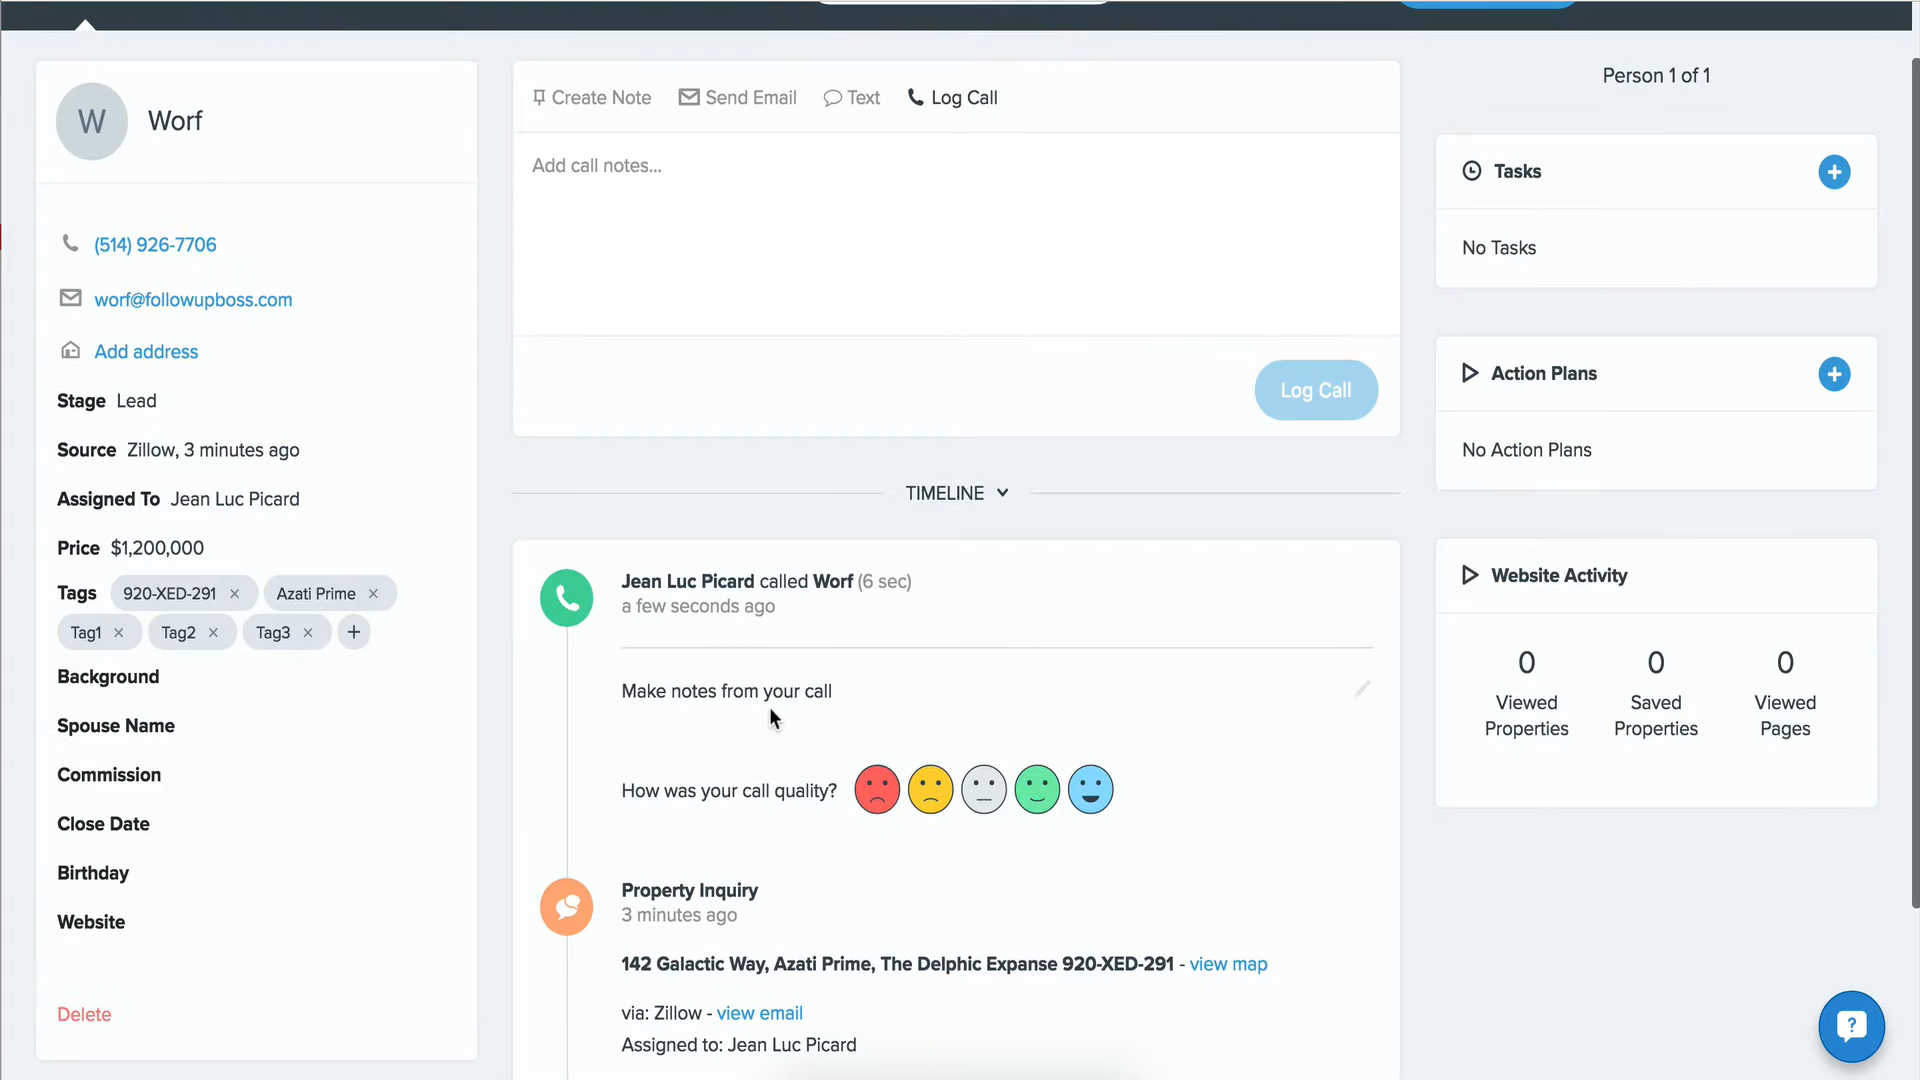 W
Worf
(514) 926-7706
worf@followupboss.com
Add address
Stage Lead
Source Zillow, 3 minutes ago
Assigned To Jean Luc Picard
Price $1,200,000
Tags 920-XED-291 × Azati Prime ×
Tag1 × Tag2 × Tag3 × +
Background
Spouse Name
Commission
Close Date
Birthday
Website
Delete
Create Note Send Email Text Log Call
Add call notes...
Log Call
TIMELINE
Jean Luc Picard called Worf (6 sec)
a few seconds ago
Make notes from your call
How was your call quality?
Property Inquiry
3 minutes ago
142 Galactic Way, Azati Prime, The Delphic Expanse 920-XED-291 - view map
via: Zillow - view email
Assigned to: Jean Luc Picard
Person 1 of 1
Tasks +
No Tasks
Action Plans +
No Action Plans
Website Activity
0 0 0
Viewed Saved Viewed
Properties Properties Pages
?